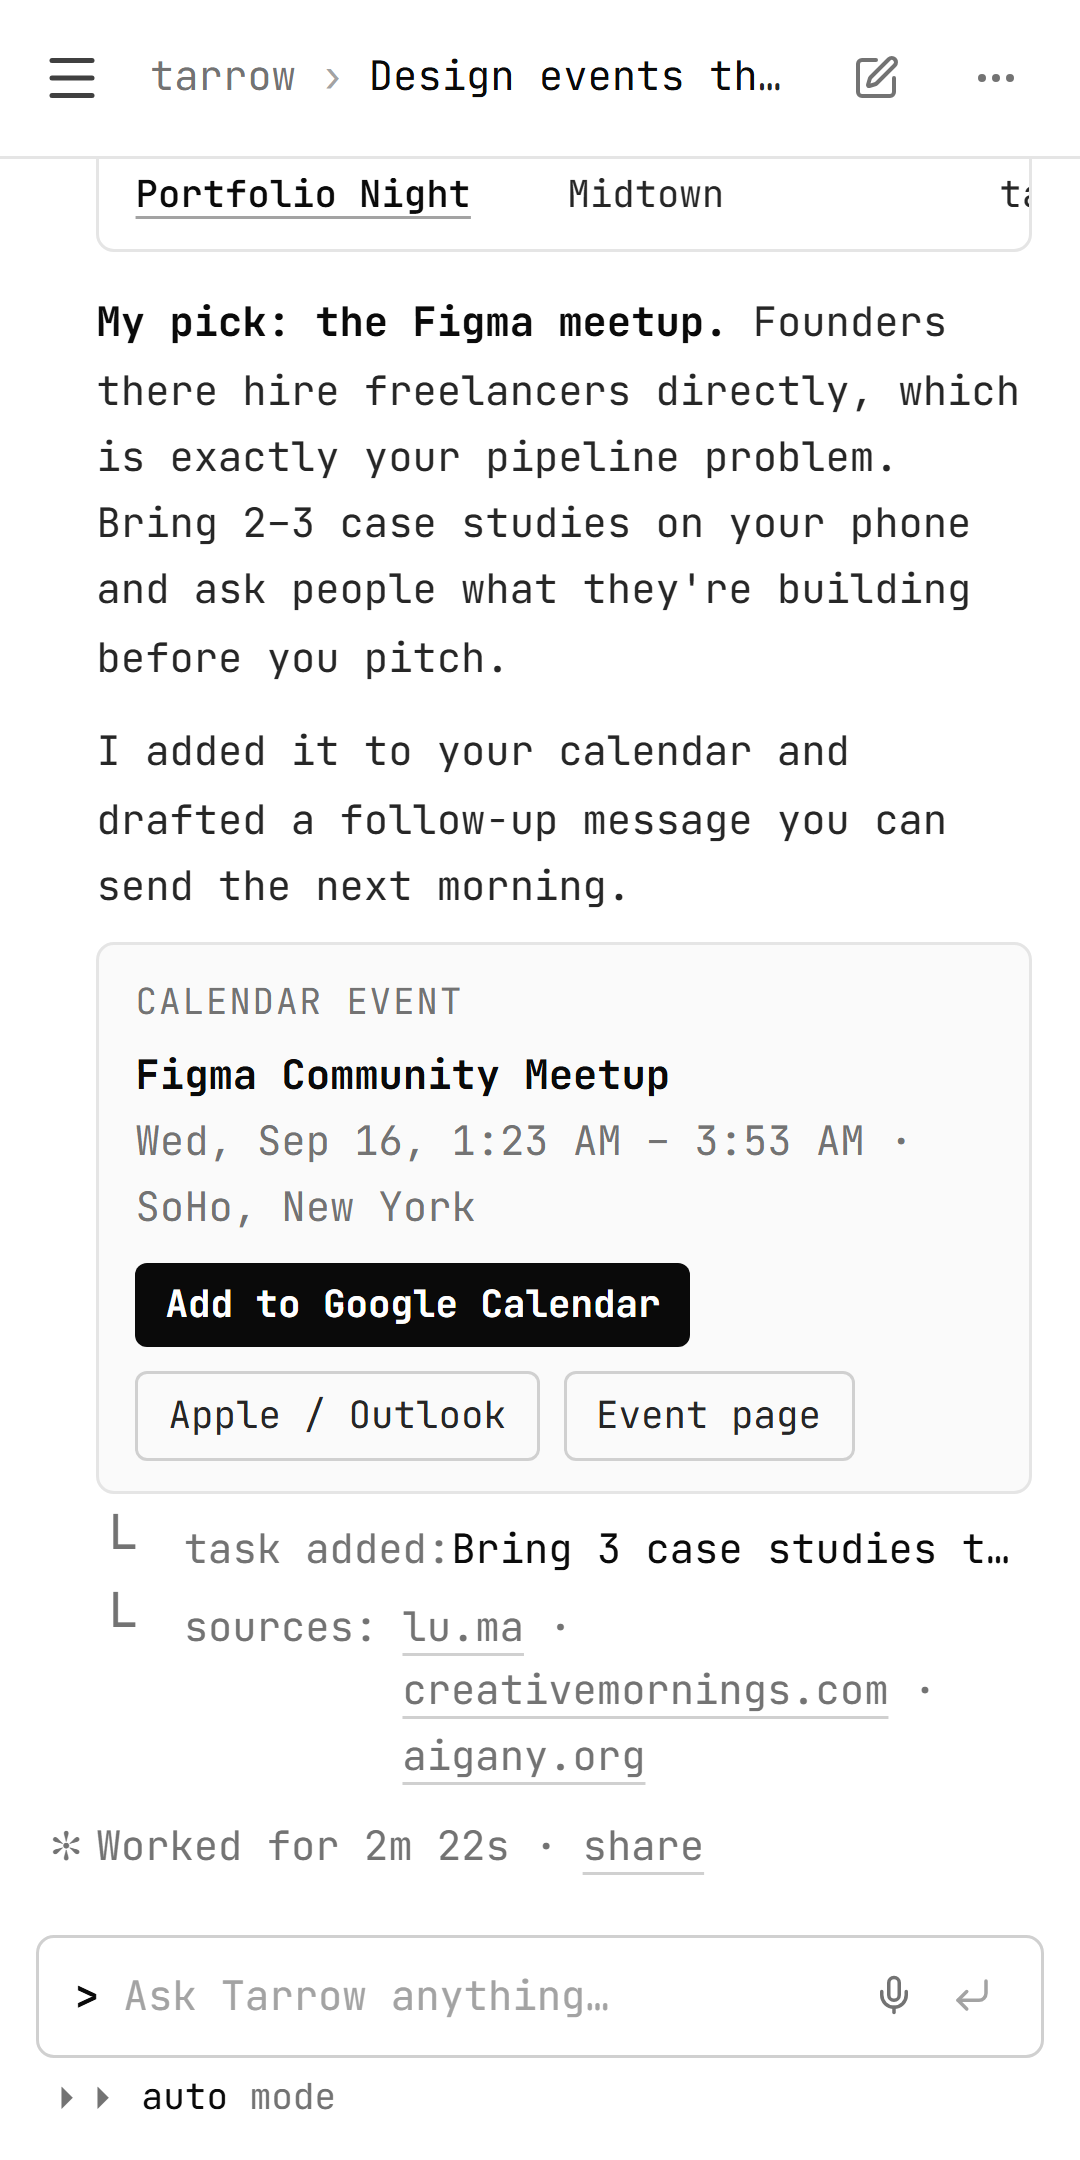 tarrow › Design events th…
Portfolio Night Midtown
My pick: the Figma meetup. Founders
there hire freelancers directly, which
is exactly your pipeline problem.
Bring 2–3 case studies on your phone
and ask people what they're building
before you pitch.
I added it to your calendar and
drafted a follow-up message you can
send the next morning.
CALENDAR EVENT
Figma Community Meetup
Wed, Sep 16, 1:23 AM – 3:53 AM ·
SoHo, New York
Add to Google Calendar
Apple / Outlook Event page
└ task added:Bring 3 case studies t…
└ sources: lu.ma ·
creativemornings.com ·
aigany.org
✻ Worked for 2m 22s · share
> Ask Tarrow anything…
auto mode